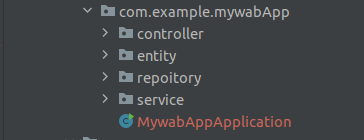 com.example.mywabApp
controller
entity
repoitory
service
MywabAppApplication